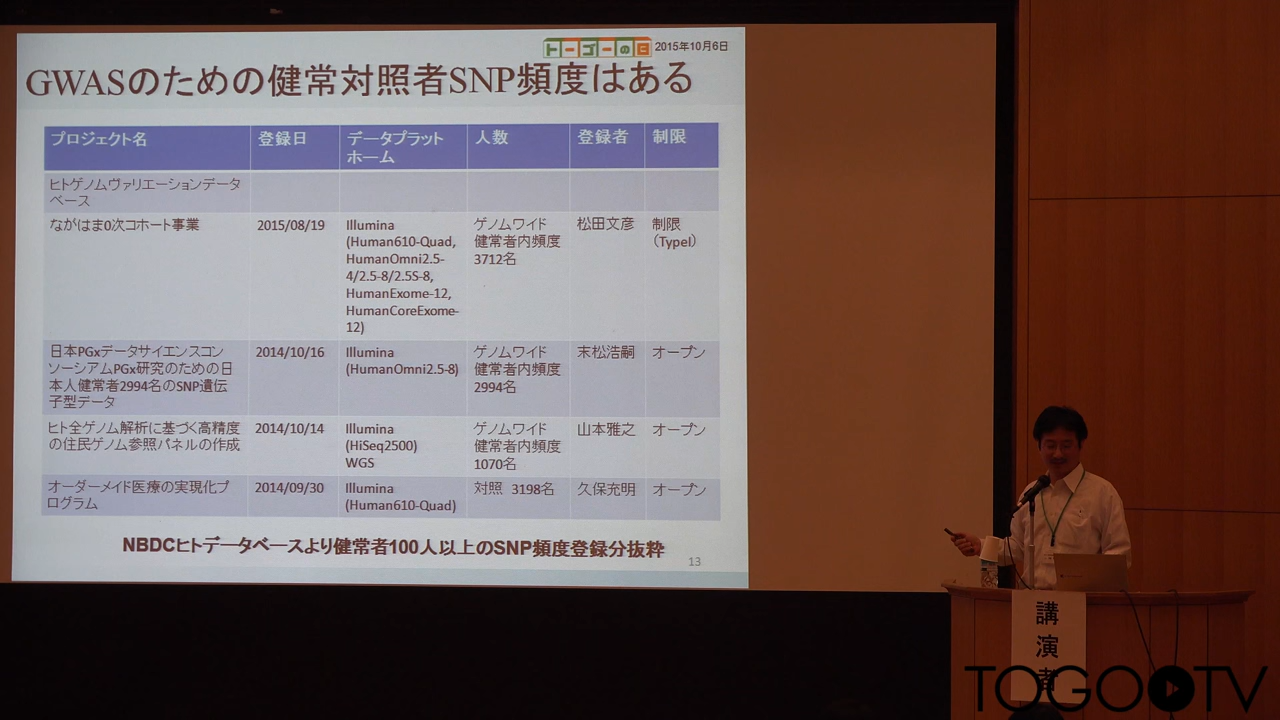 トーゴーの日 2015年10月6日
GWASのための健常対照者SNP頻度はある
プロジェクト名 登録日 データプラット 人数 登録者 制限
ホーム
ヒトゲノムヴァリエーションデータ
ベース
ながはま0次コホート事業 2015/08/19 Illumina ゲノムワイド 松田文彦 制限
(Human610-Quad, 健常者内頻度 (TypeI)
HumanOmni2.5- 3712名
4/2.5-8/2.5S-8,
HumanExome-12,
HumanCoreExome-
12)
日本PGxデータサイエンスコン 2014/10/16 Illumina ゲノムワイド 末松浩嗣 オープン
ソーシアムPGx研究のための日 (HumanOmni2.5-8) 健常者内頻度
本人健常者2994名のSNP遺伝 2994名
子型データ
ヒト全ゲノム解析に基づく高精度 2014/10/14 Illumina ゲノムワイド 山本雅之 オープン
の住民ゲノム参照パネルの作成 (HiSeq2500) 健常者内頻度
WGS 1070名
オーダーメイド医療の実現化プ 2014/09/30 Illumina 対照 3198名 久保充明 オープン
ログラム (Human610-Quad)
NBDCヒトデータベースより健常者100人以上のSNP頻度登録分抜粋
13
講演者
TOGOTV